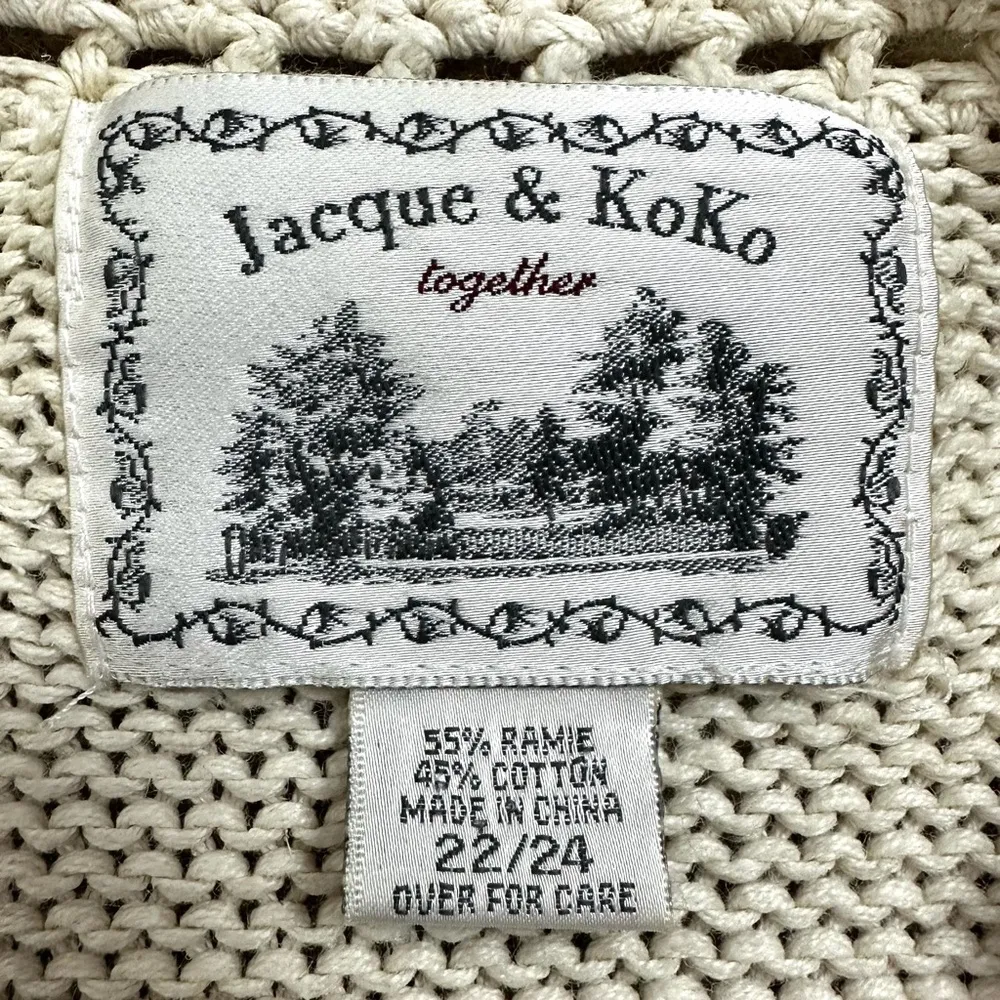 Jacque & KoKo
together
55% RAMIE
45% COTTON
MADE IN CHINA
22/24
OVER FOR CARE